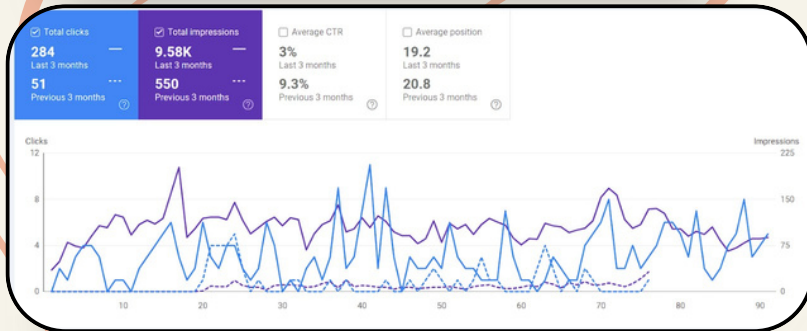 Total clicks
284
Last 3 months
51
Previous 3 months
Total impressions
9.58K
Last 3 months
550
Previous 3 months
Average CTR
3%
Last 3 months
9.3%
Previous 3 months
Average position
19.2
Last 3 months
20.8
Previous 3 months
Clicks
Impressions
12
225
8
150
4
75
0
0
10 20 30 40 50 60 70 80 90